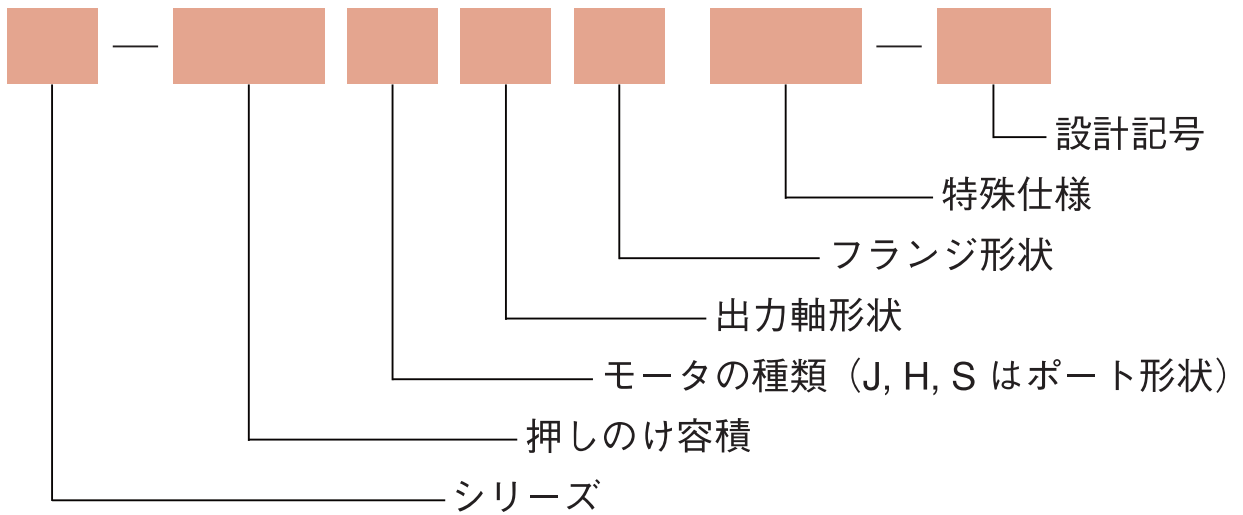 設計記号
特殊仕様
フランジ形状
出力軸形状
モータの種類（J, H, S はポート形状）
押しのけ容積
シリーズ